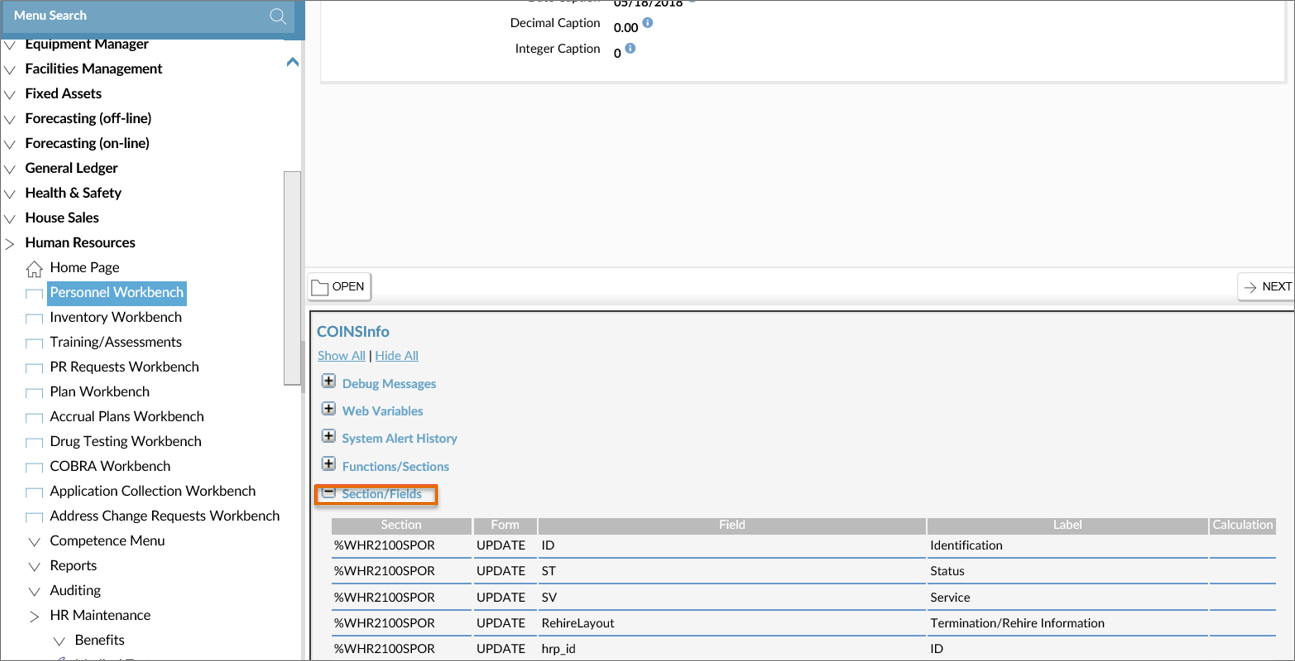 Menu Search
Equipment Manager
Facilities Management
Fixed Assets
Forecasting (off-line)
Forecasting (on-line)
General Ledger
Health & Safety
House Sales
Human Resources
Home Page
Personnel Workbench
Inventory Workbench
Training/Assessments
PR Requests Workbench
Plan Workbench
Accrual Plans Workbench
Drug Testing Workbench
COBRA Workbench
Application Collection Workbench
Address Change Requests Workbench
Competence Menu
Reports
Auditing
HR Maintenance
Benefits
05/18/2018
Decimal Caption 0.00
Integer Caption 0
OPEN
NEXT
COINSInfo
Show All | Hide All
Debug Messages
Web Variables
System Alert History
Functions/Sections
Section/Fields
Section Form Field Label Calculation
%WHR2100SPOR UPDATE ID Identification
%WHR2100SPOR UPDATE ST Status
%WHR2100SPOR UPDATE SV Service
%WHR2100SPOR UPDATE RehireLayout Termination/Rehire Information
%WHR2100SPOR UPDATE hrp_id ID